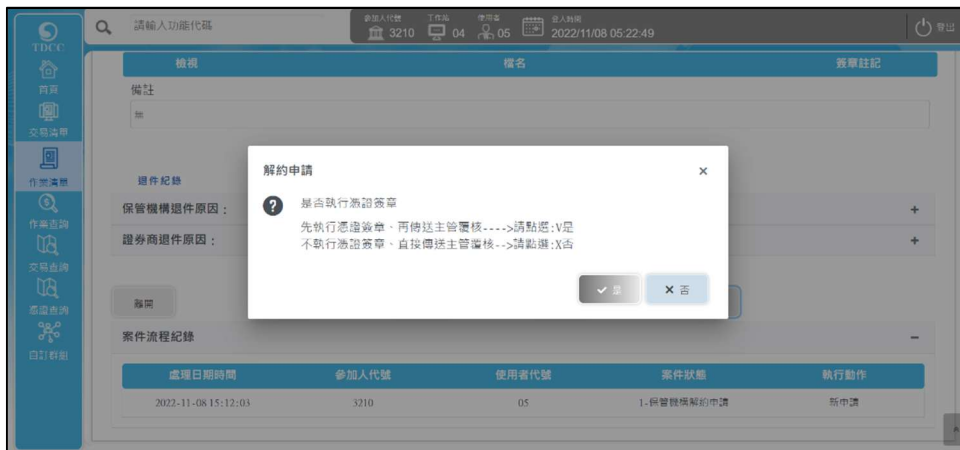 TDCC
請輸入功能代碼
參加人代號 工作站 使用者 登入時間
3210 04 05 2022/11/08 05:22:49
登出
首頁
交易清單
作業清單
作業查詢
交易查詢
憑證查詢
自訂群組
檢視 檔名 簽章註記
備註
無
退件紀錄
保管機構退件原因：
+
證券商退件原因：
+
解約申請
×
是否執行憑證簽章
先執行憑證簽章、再傳送主管覆核---->請點選:V是
不執行憑證簽章、直接傳送主管覆核-->請點選:X否
✓ 是 × 否
離開
案件流程紀錄
−
處理日期時間 參加人代號 使用者代號 案件狀態 執行動作
2022-11-08 15:12:03 3210 05 1-保管機構解約申請 新申請